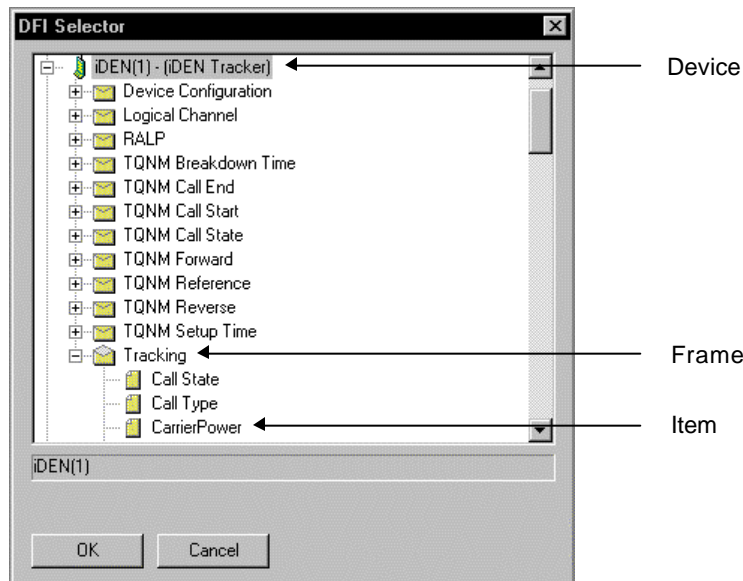 DFI Selector
iDEN(1) - (iDEN Tracker)
Device
Device Configuration
Logical Channel
RALP
TQNM Breakdown Time
TQNM Call End
TQNM Call Start
TQNM Call State
TQNM Forward
TQNM Reference
TQNM Reverse
TQNM Setup Time
Tracking
Frame
Call State
Call Type
CarrierPower
Item
iDEN(1)
OK Cancel